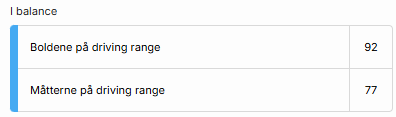 I balance
Boldene på driving range 92
Måtterne på driving range 77